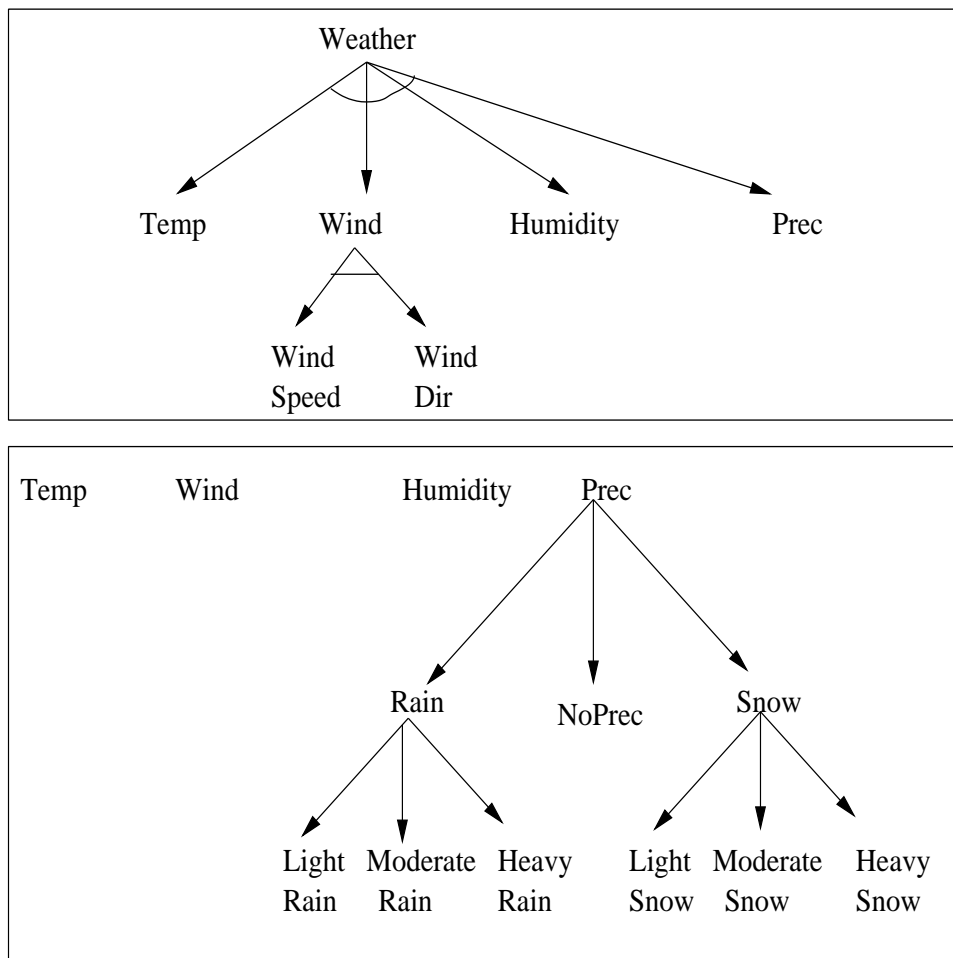 Weather
Temp Wind Humidity Prec
Wind Wind
Speed Dir
Temp Wind Humidity Prec
Rain NoPrec Snow
Light Moderate Heavy Light Moderate Heavy
Rain Rain Rain Snow Snow Snow